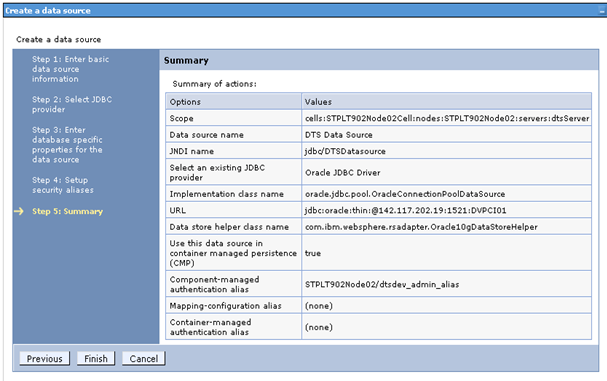 Create a data source
Create a data source
Step 1: Enter basic
data source
information
Step 2: Select JDBC
provider
Step 3: Enter
database specific
properties for the
data source
Step 4: Setup
security aliases
Step 5: Summary
Summary
Summary of actions:
Options Values
Scope cells:STPLT902Node02Cell:nodes:STPLT902Node02:servers:dtsServer
Data source name DTS Data Source
JNDI name jdbc/DTSDatasource
Select an existing JDBC
provider Oracle JDBC Driver
Implementation class name oracle.jdbc.pool.OracleConnectionPoolDataSource
URL jdbc:oracle:thin:@142.117.202.19:1521:DVPCI01
Data store helper class name com.ibm.websphere.rsadapter.Oracle10gDataStoreHelper
Use this data source in
container managed persistence true
(CMP)
Component-managed
authentication alias STPLT902Node02/dtsdev_admin_alias
Mapping-configuration alias (none)
Container-managed
authentication alias (none)
Previous Finish Cancel